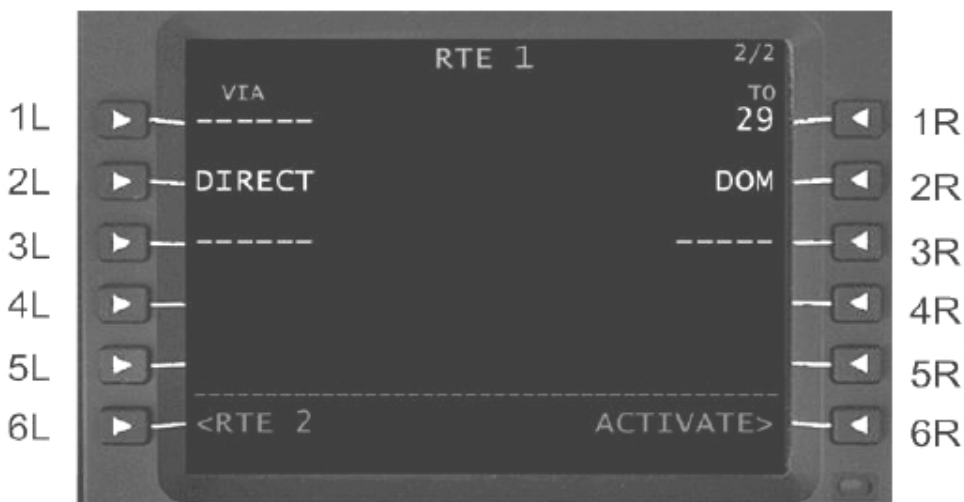 RTE 1 2/2
VIA TO
1L ------ 29 1R
2L DIRECT DOM 2R
3L ------ ----- 3R
4L 4R
5L 5R
------------------------------------------------
6L <RTE 2 ACTIVATE> 6R